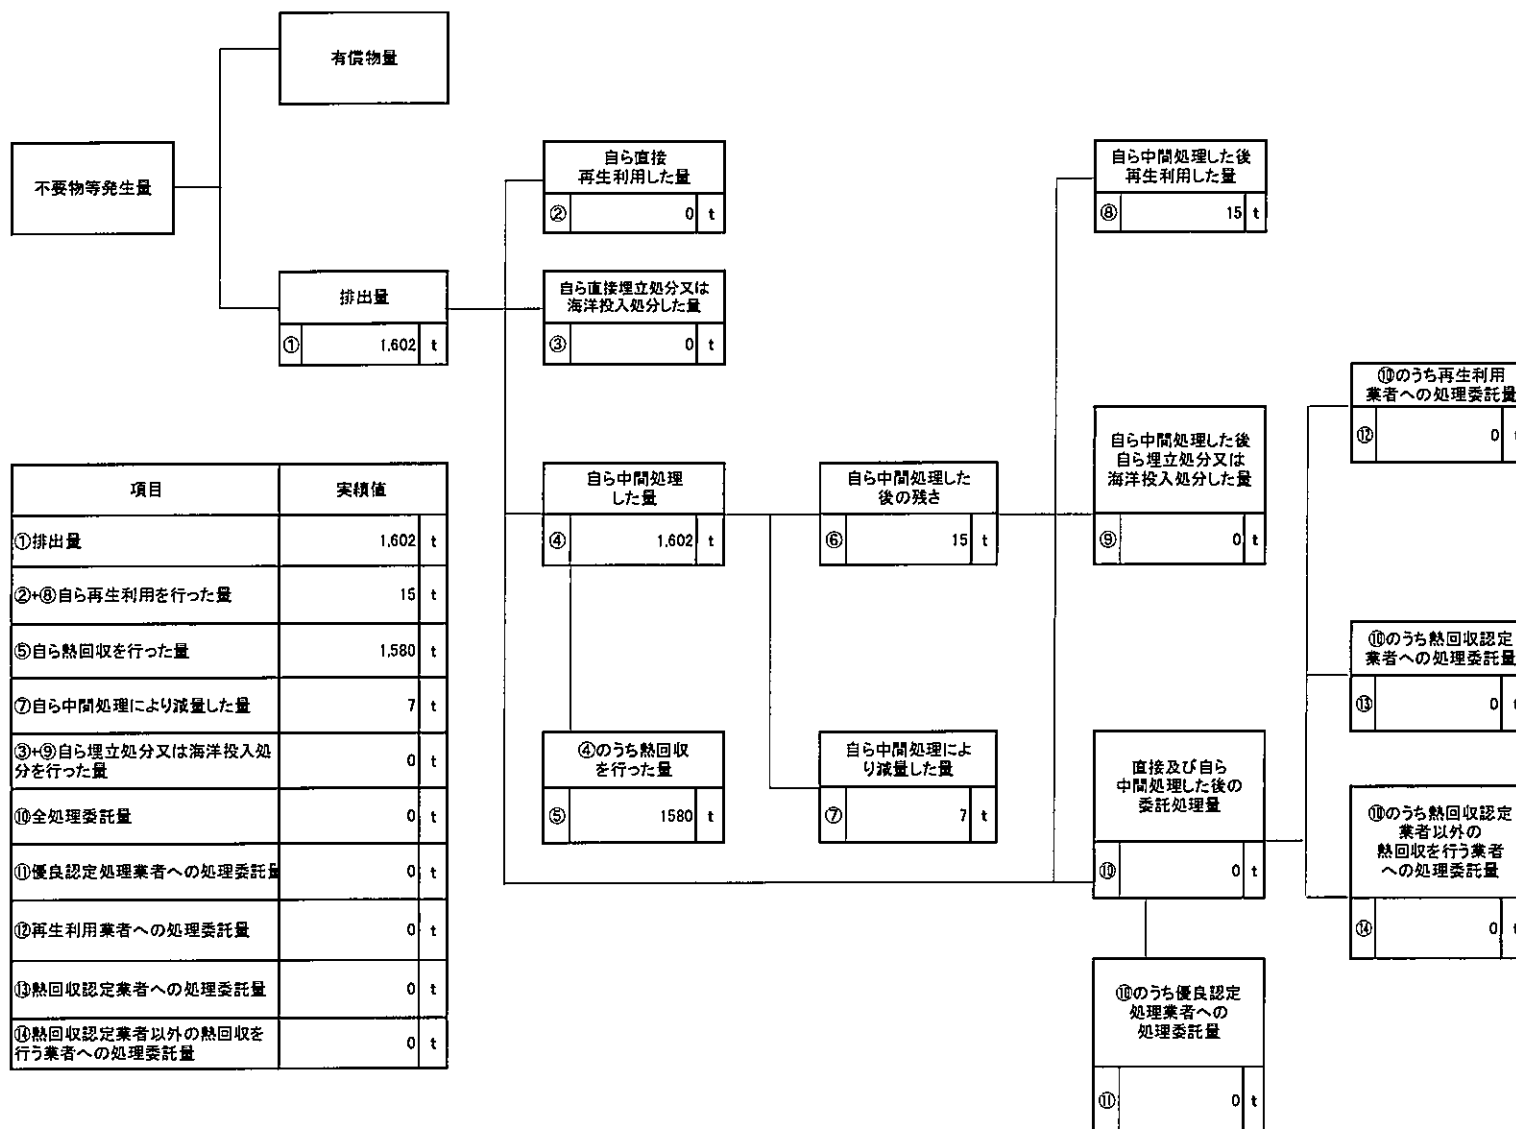 有償物量
不要物等発生量
排出量
① 1,602 t
自ら直接
再生利用した量
② 0 t
自ら直接埋立処分又は
海洋投入処分した量
③ 0 t
自ら中間処理
した量
④ 1,602 t
④のうち熱回収
を行った量
⑤ 1580 t
自ら中間処理した
後の残さ
⑥ 15 t
自ら中間処理によ
り減量した量
⑦ 7 t
自ら中間処理した後
再生利用した量
⑧ 15 t
自ら中間処理した後
自ら埋立処分又は
海洋投入処分した量
⑨ 0 t
直接及び自ら
中間処理した後の
委託処理量
⑩ 0 t
⑩のうち優良認定
処理業者への
処理委託量
⑪ 0 t
⑩のうち再生利用
業者への処理委託量
⑫ 0 t
⑩のうち熱回収認定
業者への処理委託量
⑬ 0 t
⑩のうち熱回収認定
業者以外の
熱回収を行う業者
への処理委託量
⑭ 0 t
項目 実績値
①排出量 1,602 t
②+⑧自ら再生利用を行った量 15 t
⑤自ら熱回収を行った量 1,580 t
⑦自ら中間処理により減量した量 7 t
③+⑨自ら埋立処分又は海洋投入処
分を行った量 0 t
⑩全処理委託量 0 t
⑪優良認定処理業者への処理委託量 0 t
⑫再生利用業者への処理委託量 0 t
⑬熱回収認定業者への処理委託量 0 t
⑭熱回収認定業者以外の熱回収を
行う業者への処理委託量 0 t